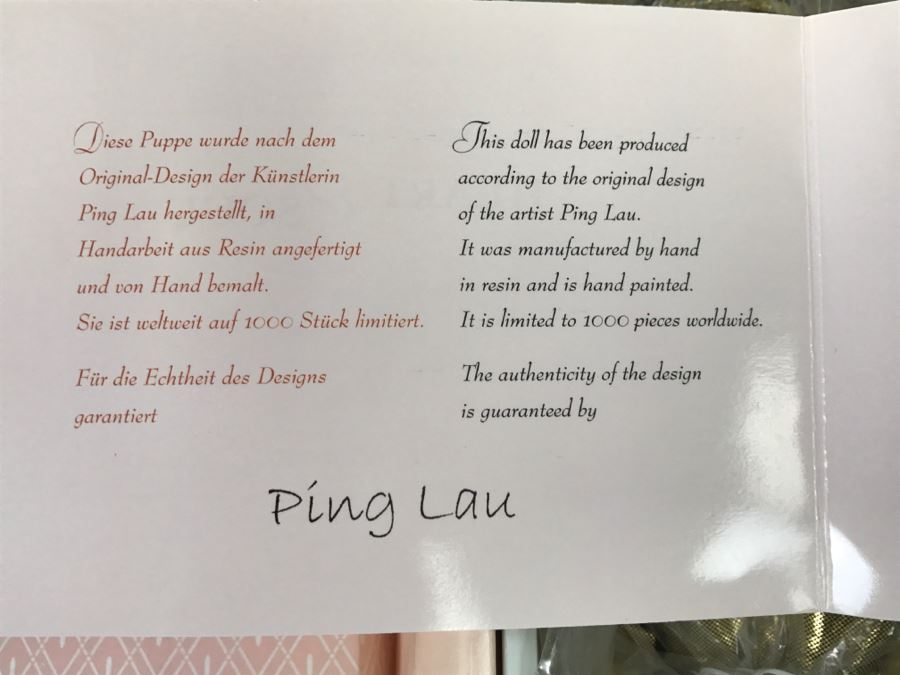 Diese Puppe wurde nach dem
Original-Design der Künstlerin
Ping Lau hergestellt, in
Handarbeit aus Resin angefertigt
und von Hand bemalt.
Sie ist weltweit auf 1000 Stück limitiert.
Für die Echtheit des Designs
garantiert
This doll has been produced
according to the original design
of the artist Ping Lau.
It was manufactured by hand
in resin and is hand painted.
It is limited to 1000 pieces worldwide.
The authenticity of the design
is guaranteed by
Ping Lau